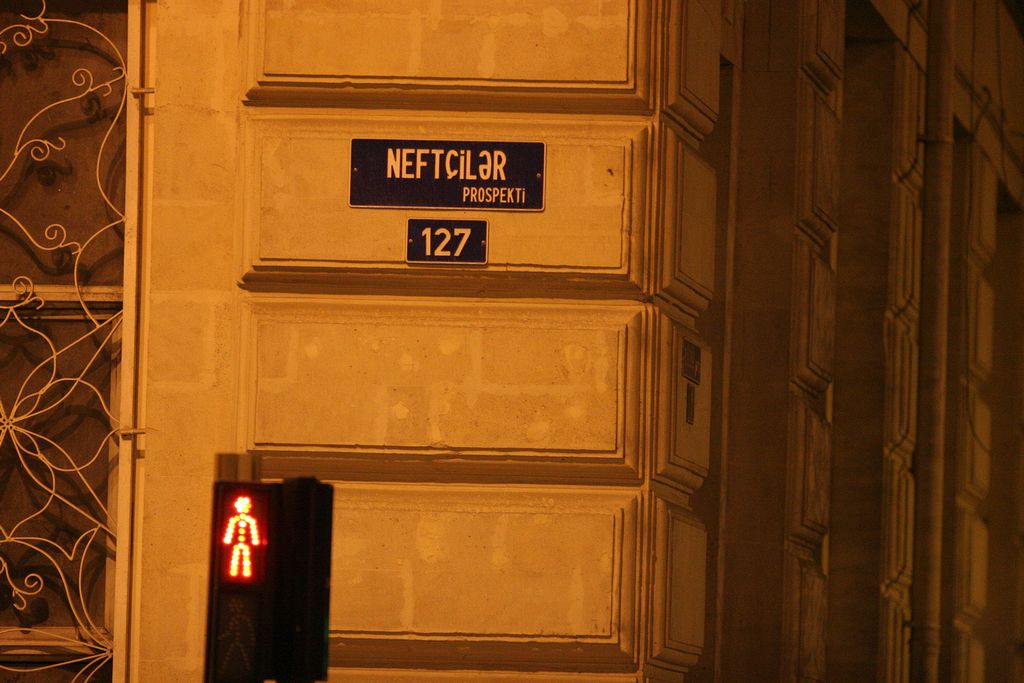 NEFTÇİLƏR
PROSPEKTİ
127